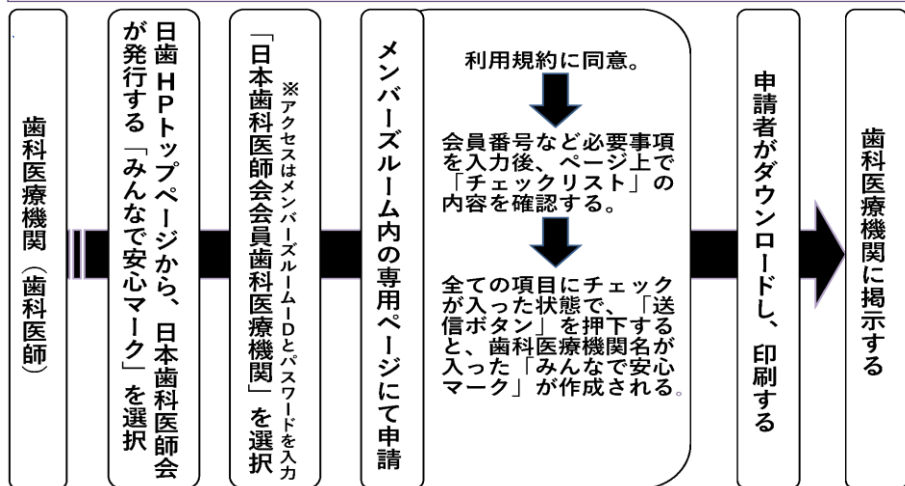 歯科医療機関（歯科医師）
日歯 HPトップページから、日本歯科医師会
が発行する「みんなで安心マーク」を選択
「日本歯科医師会会員歯科医療機関」を選択
※アクセスはメンバーズルームIDとパスワードを入力
メンバーズルーム内の専用ページにて申請
利用規約に同意。
会員番号など必要事項
を入力後、ページ上で
「チェックリスト」の
内容を確認する。
全ての項目にチェック
が入った状態で、「送
信ボタン」を押下する
と、歯科医療機関名が
入った「みんなで安心
マーク」が作成される。
申請者がダウンロードし、印刷する
歯科医療機関に掲示する